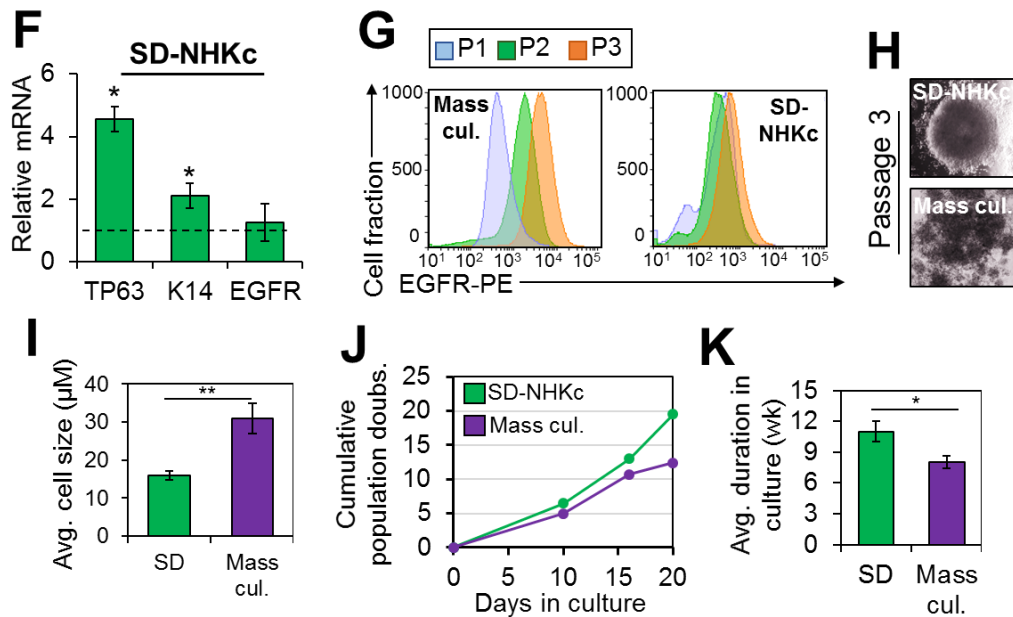 F
SD-NHKc
Relative mRNA
6
4
2
0
*
*
TP63 K14 EGFR
G
P1 P2 P3
Cell fraction
1000
500
0
Mass
cul.
10¹ 10² 10³ 10⁴ 10⁵
1000
500
0
SD-
NHKc
10¹ 10² 10³ 10⁴ 10⁵
EGFR-PE
H
Passage 3
SD-NHKc
Mass cul.
I
Avg. cell size (µM)
40
30
20
10
0
**
SD Mass
cul.
J
Cumulative
population doubs.
25
20
15
10
5
0
SD-NHKc
Mass cul.
0 5 10 15 20
Days in culture
K
Avg. duration in
culture (wk)
15
12
9
6
3
0
*
SD Mass
cul.